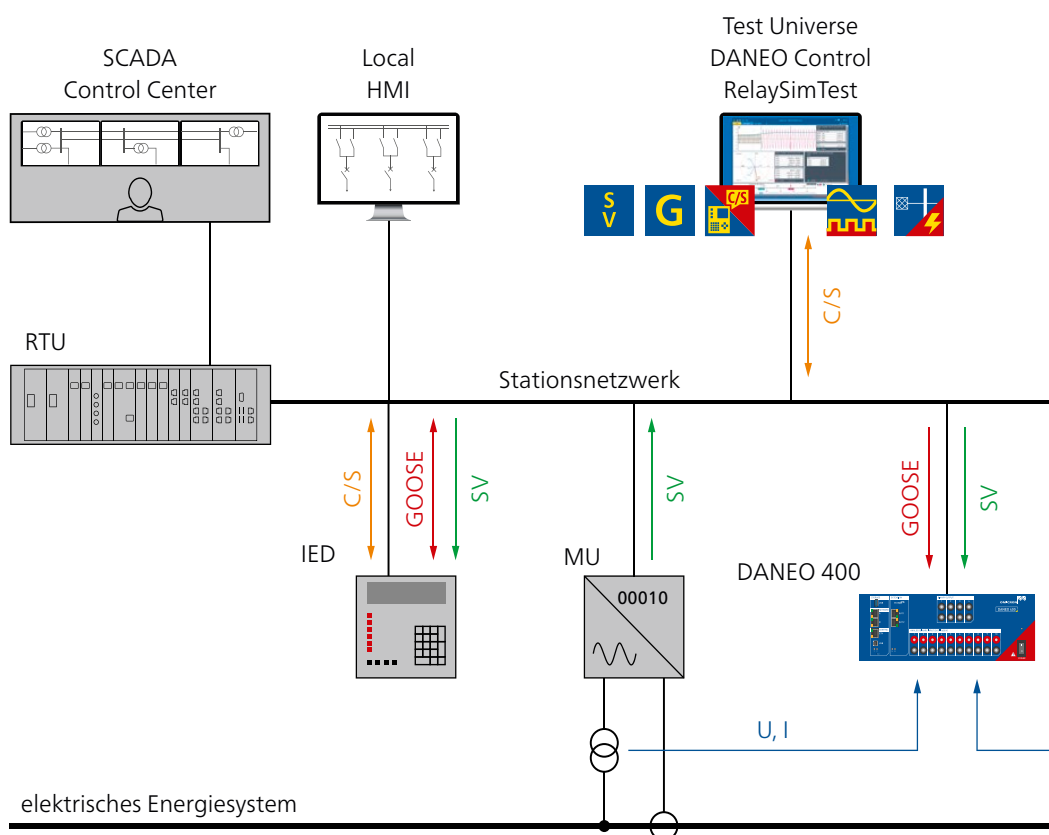 SCADA
Control Center
Local
HMI
Test Universe
DANEO Control
RelaySimTest
S
V
G
C/S
C/S
RTU
Stationsnetzwerk
C/S
GOOSE
SV
SV
GOOSE
SV
IED
MU
DANEO 400
00010
U, I
elektrisches Energiesystem